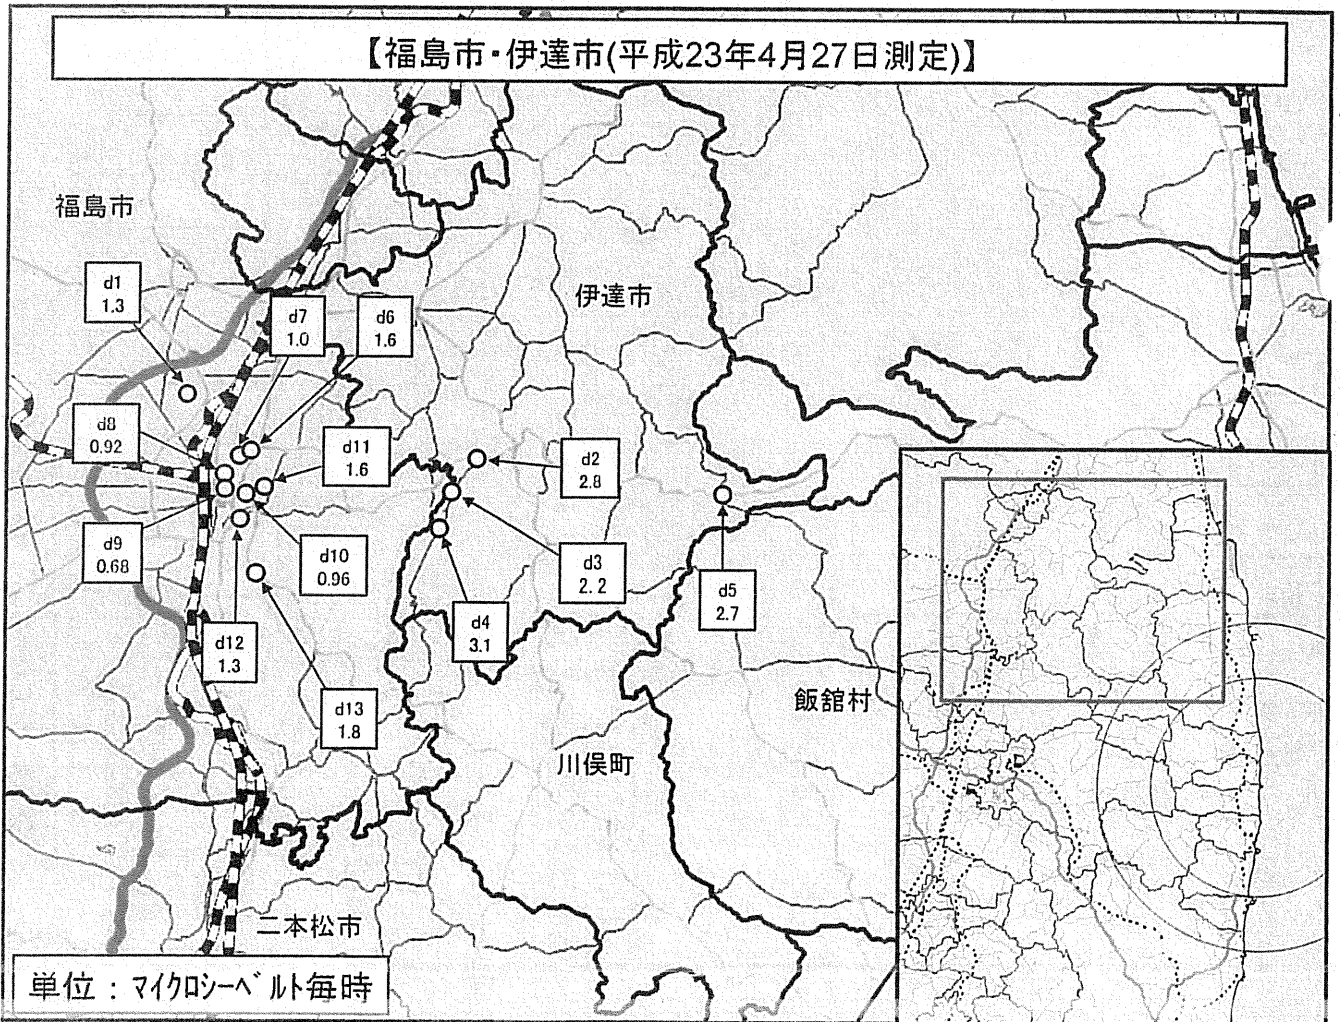 【福島市・伊達市(平成23年4月27日測定)】
福島市
伊達市
d1
1.3
d7
1.0
d6
1.6
d8
0.92
d11
1.6
d2
2.8
d9
0.68
d10
0.96
d3
2.2
d5
2.7
d12
1.3
d4
3.1
d13
1.8
飯舘村
川俣町
二本松市
単位：マイクロシーベルト毎時